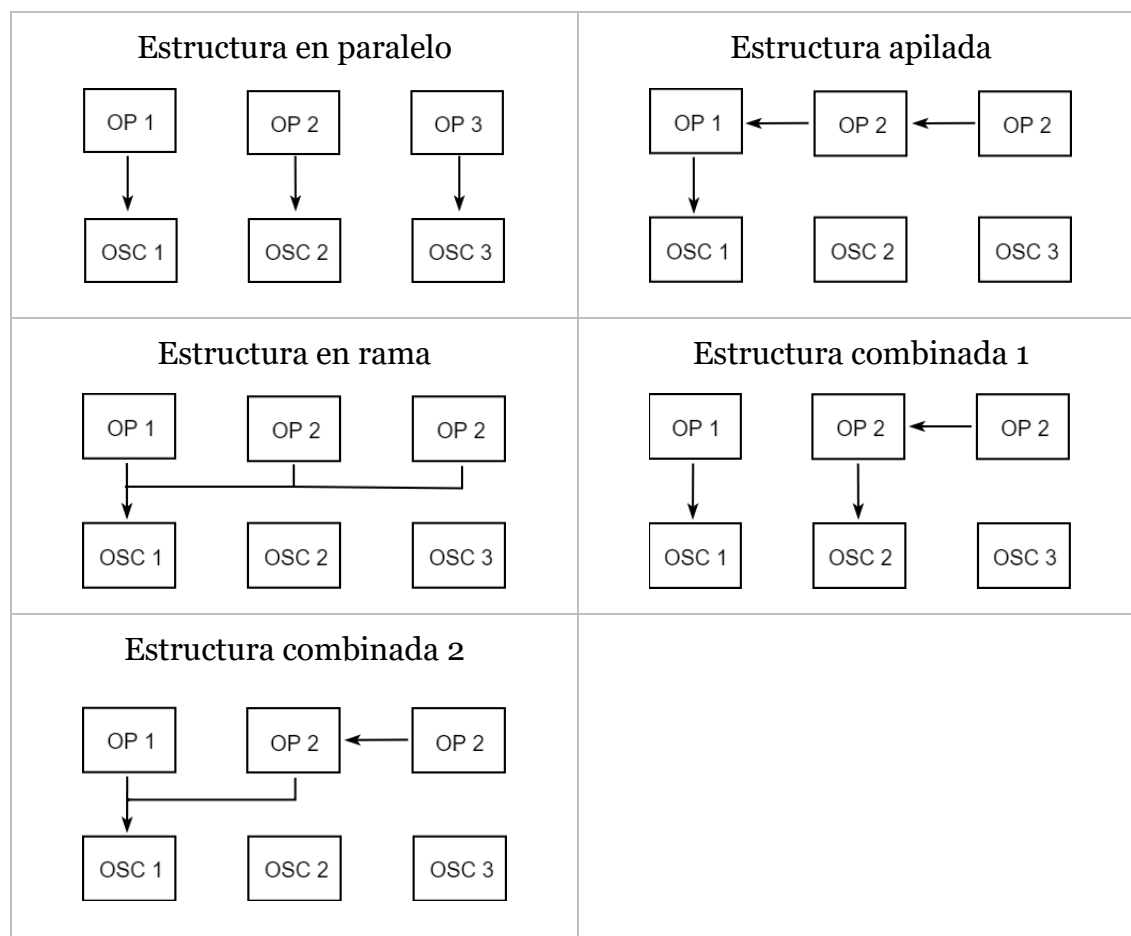 Estructura en paralelo
OP 1 OP 2 OP 3
OSC 1 OSC 2 OSC 3
Estructura apilada
OP 1 OP 2 OP 2
OSC 1 OSC 2 OSC 3
Estructura en rama
OP 1 OP 2 OP 2
OSC 1 OSC 2 OSC 3
Estructura combinada 1
OP 1 OP 2 OP 2
OSC 1 OSC 2 OSC 3
Estructura combinada 2
OP 1 OP 2 OP 2
OSC 1 OSC 2 OSC 3